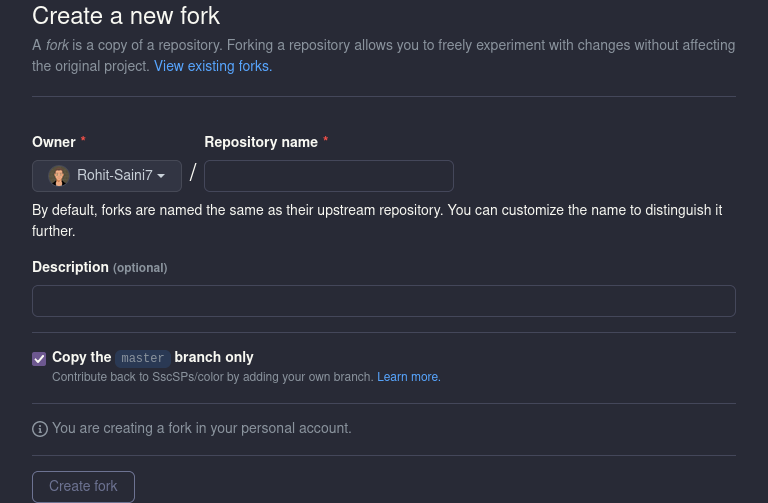 Create a new fork
A fork is a copy of a repository. Forking a repository allows you to freely experiment with changes without affecting
the original project. View existing forks.
Owner * Repository name *
Rohit-Saini7 /
By default, forks are named the same as their upstream repository. You can customize the name to distinguish it
further.
Description (optional)
Copy the master branch only
Contribute back to SscSPs/color by adding your own branch. Learn more.
You are creating a fork in your personal account.
Create fork